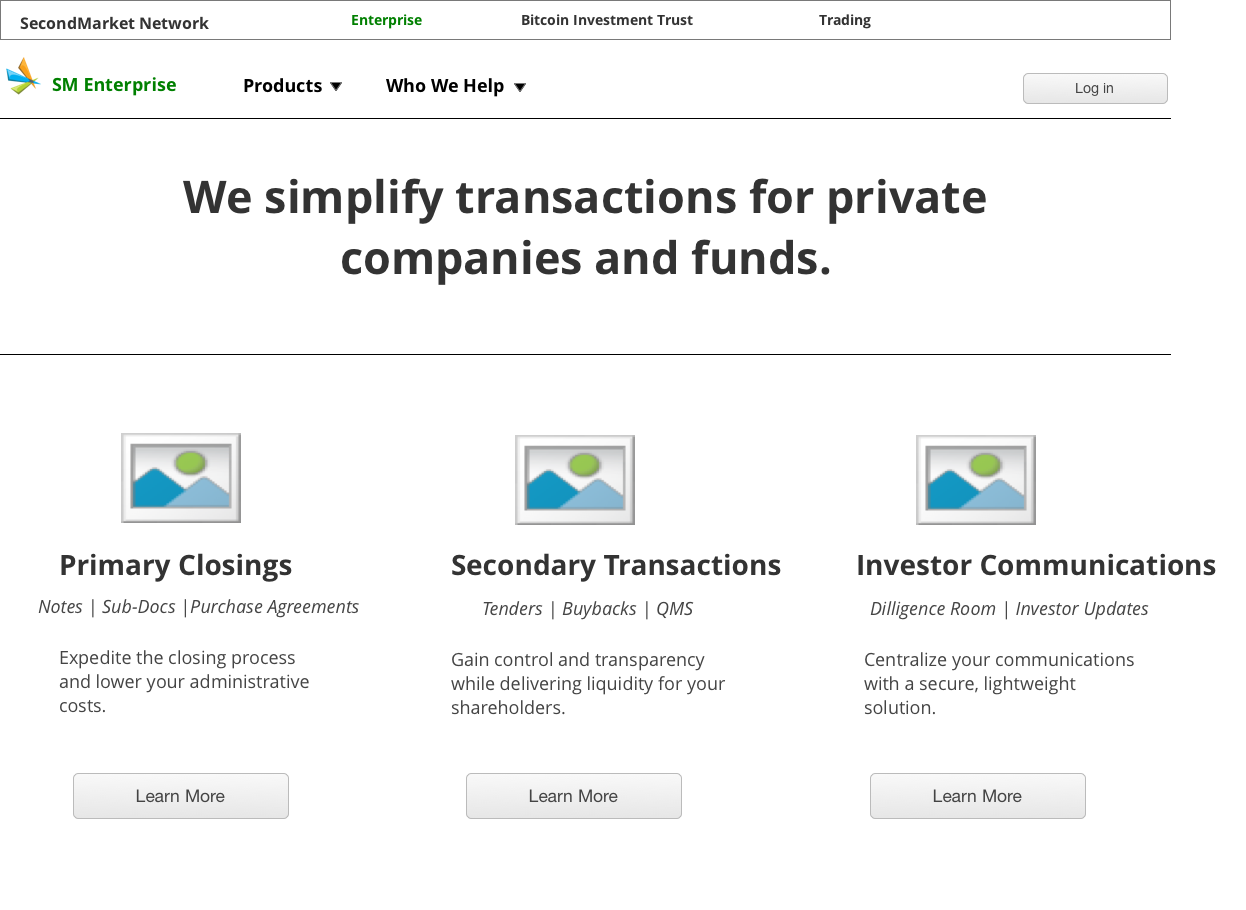 SecondMarket Network Enterprise Bitcoin Investment Trust Trading
SM Enterprise Products Who We Help Log in
We simplify transactions for private
companies and funds.
Primary Closings
Notes | Sub-Docs |Purchase Agreements
Expedite the closing process
and lower your administrative
costs.
Learn More
Secondary Transactions
Tenders | Buybacks | QMS
Gain control and transparency
while delivering liquidity for your
shareholders.
Learn More
Investor Communications
Dilligence Room | Investor Updates
Centralize your communications
with a secure, lightweight
solution.
Learn More